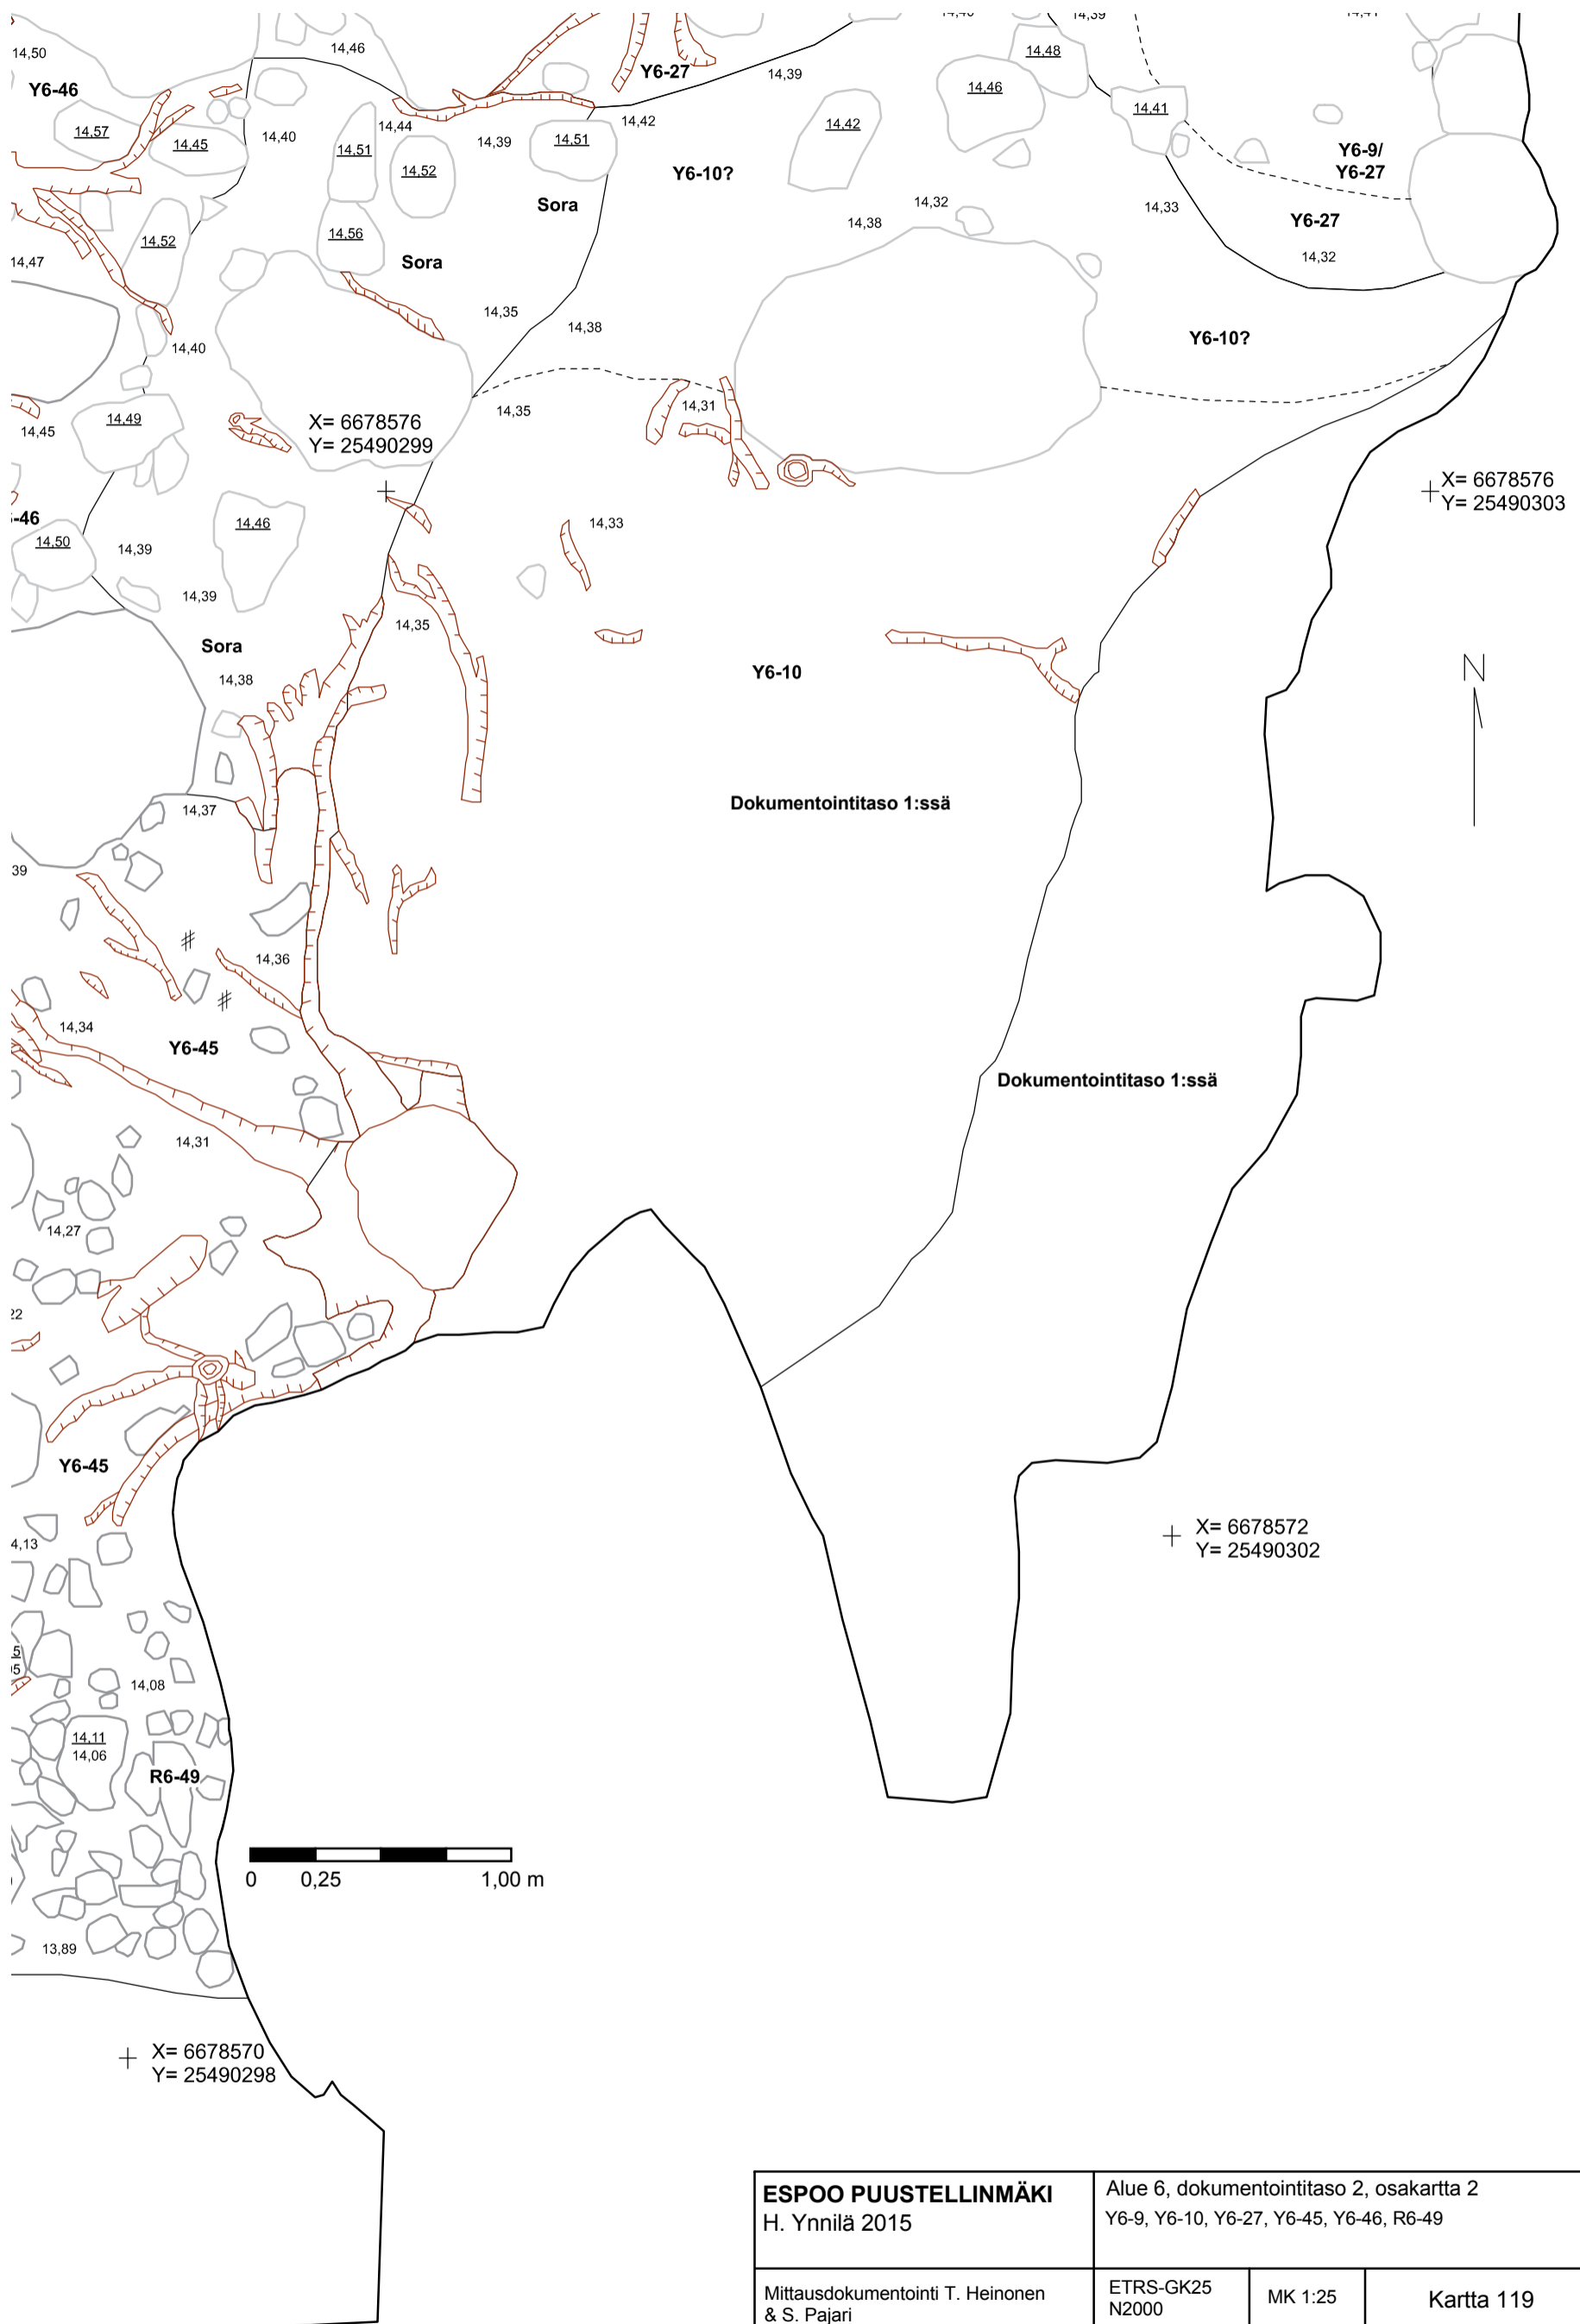 14,50
14,46
14,39
14,48
Y6-46
Y6-27
14,39
14,46
14,57
14,45
14,40
14,44
14,39
14,51
14,42
14,42
14,41
14,51
14,52
Y6-10?
Y6-9/
Y6-27
Sora
14,32
14,33
Y6-27
14,52
14,56
14,38
14,47
Sora
14,32
14,35
14,38
14,40
Y6-10?
14,45
14,49
X= 6678576
Y= 25490299
14,35
14,31
X= 6678576
Y= 25490303
-46
14,46
14,33
14,50
14,39
14,39
14,35
Sora
14,38
Y6-10
N
14,37
Dokumentointitaso 1:ssä
39
14,36
14,34
Y6-45
Dokumentointitaso 1:ssä
14,31
14,27
22
Y6-45
4,13
X= 6678572
Y= 25490302
5
14,08
14,11
14,06
R6-49
0 0,25 1,00 m
13,89
X= 6678570
Y= 25490298
ESPOO PUUSTELLINMÄKI
H. Ynnilä 2015
Alue 6, dokumentointitaso 2, osakartta 2
Y6-9, Y6-10, Y6-27, Y6-45, Y6-46, R6-49
Mittausdokumentointi T. Heinonen
& S. Pajari
ETRS-GK25
N2000
MK 1:25
Kartta 119